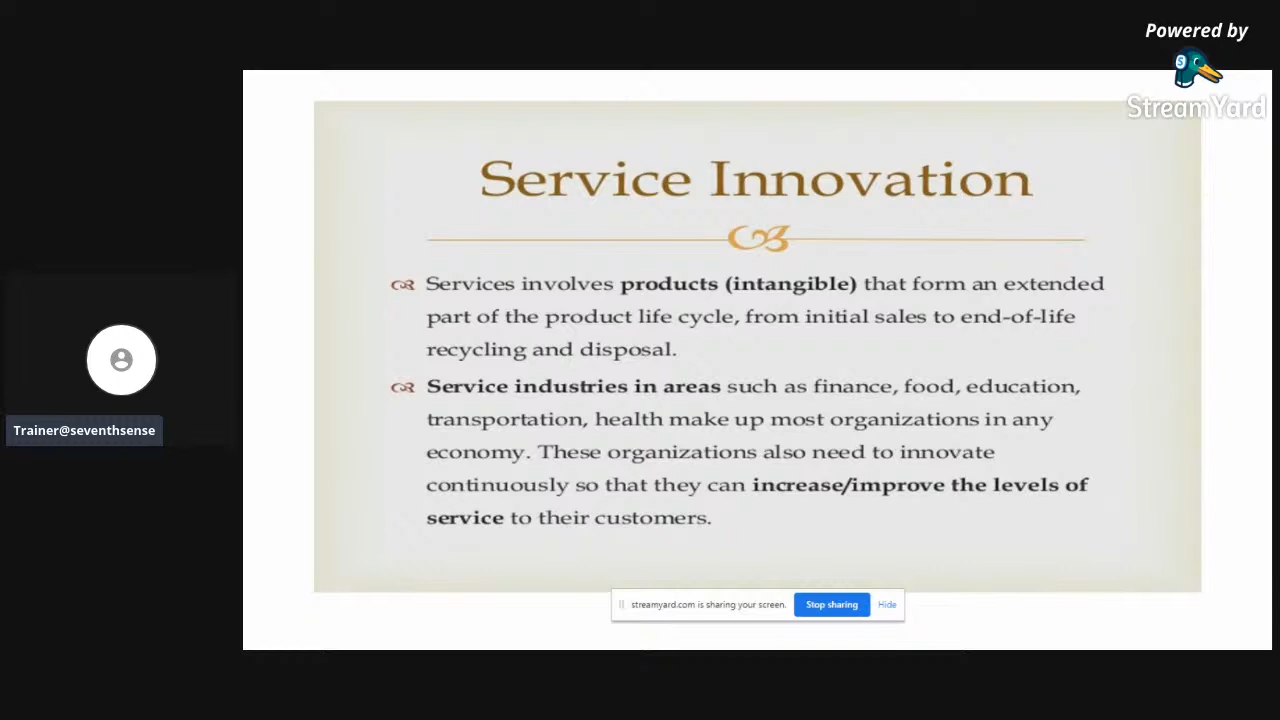 Powered by
StreamYard
Service Innovation
Services involves products (intangible) that form an extended
part of the product life cycle, from initial sales to end-of-life
recycling and disposal.
Service industries in areas such as finance, food, education,
transportation, health make up most organizations in any
economy. These organizations also need to innovate
continuously so that they can increase/improve the levels of
service to their customers.
Trainer@seventhsense
streamyard.com is sharing your screen. Stop sharing Hide